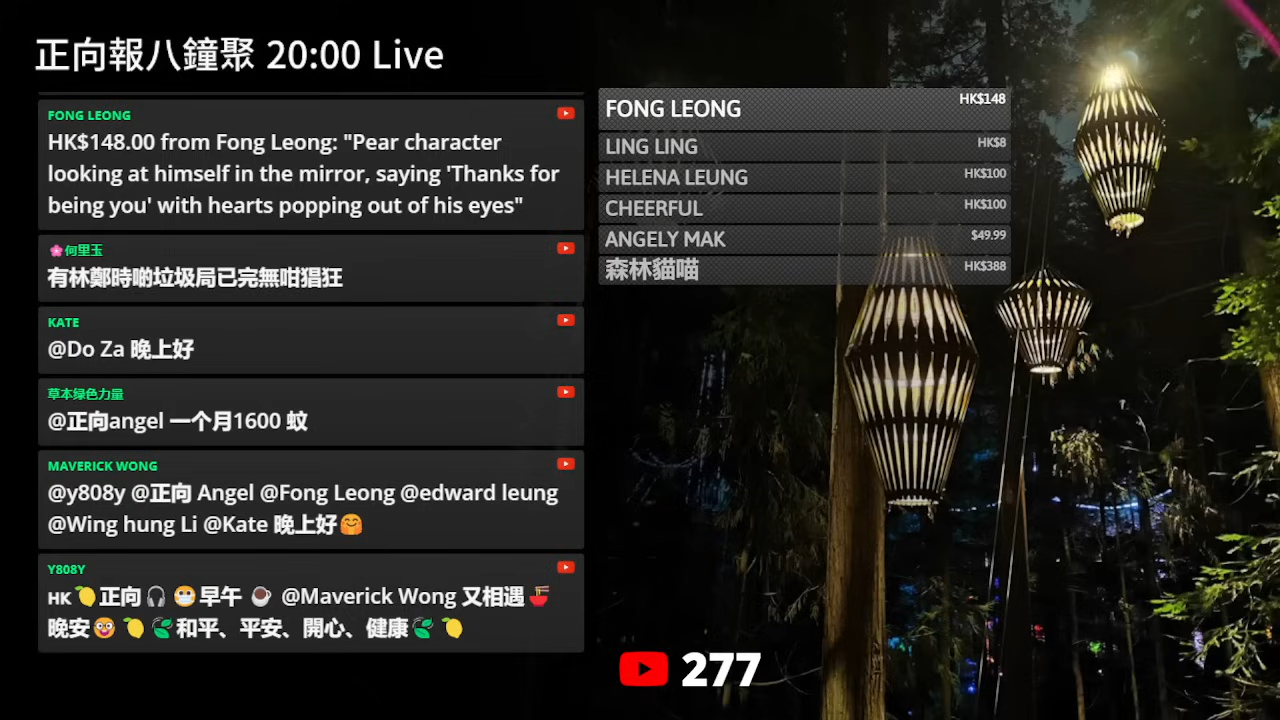 正向報八鐘聚 20:00 Live
FONG LEONG
HK$148.00 from Fong Leong: "Pear character
looking at himself in the mirror, saying 'Thanks for
being you' with hearts popping out of his eyes"
🌸何里玉
有林鄭時啲垃圾局已完無咁猖狂
KATE
@Do Za 晚上好
草本绿色力量
@正向angel 一个月1600 蚊
MAVERICK WONG
@y808y @正向 Angel @Fong Leong @edward leung
@Wing hung Li @Kate 晚上好🤗
Y808Y
ʜᴋ🍋正向🎧😷早午☕ @Maverick Wong 又相遇🍜
晚安🤡🍋🍃和平、平安、開心、健康🍃🍋
FONG LEONG HK$148
LING LING HK$8
HELENA LEUNG HK$100
CHEERFUL HK$100
ANGELY MAK $49.99
森林貓喵 HK$388
277